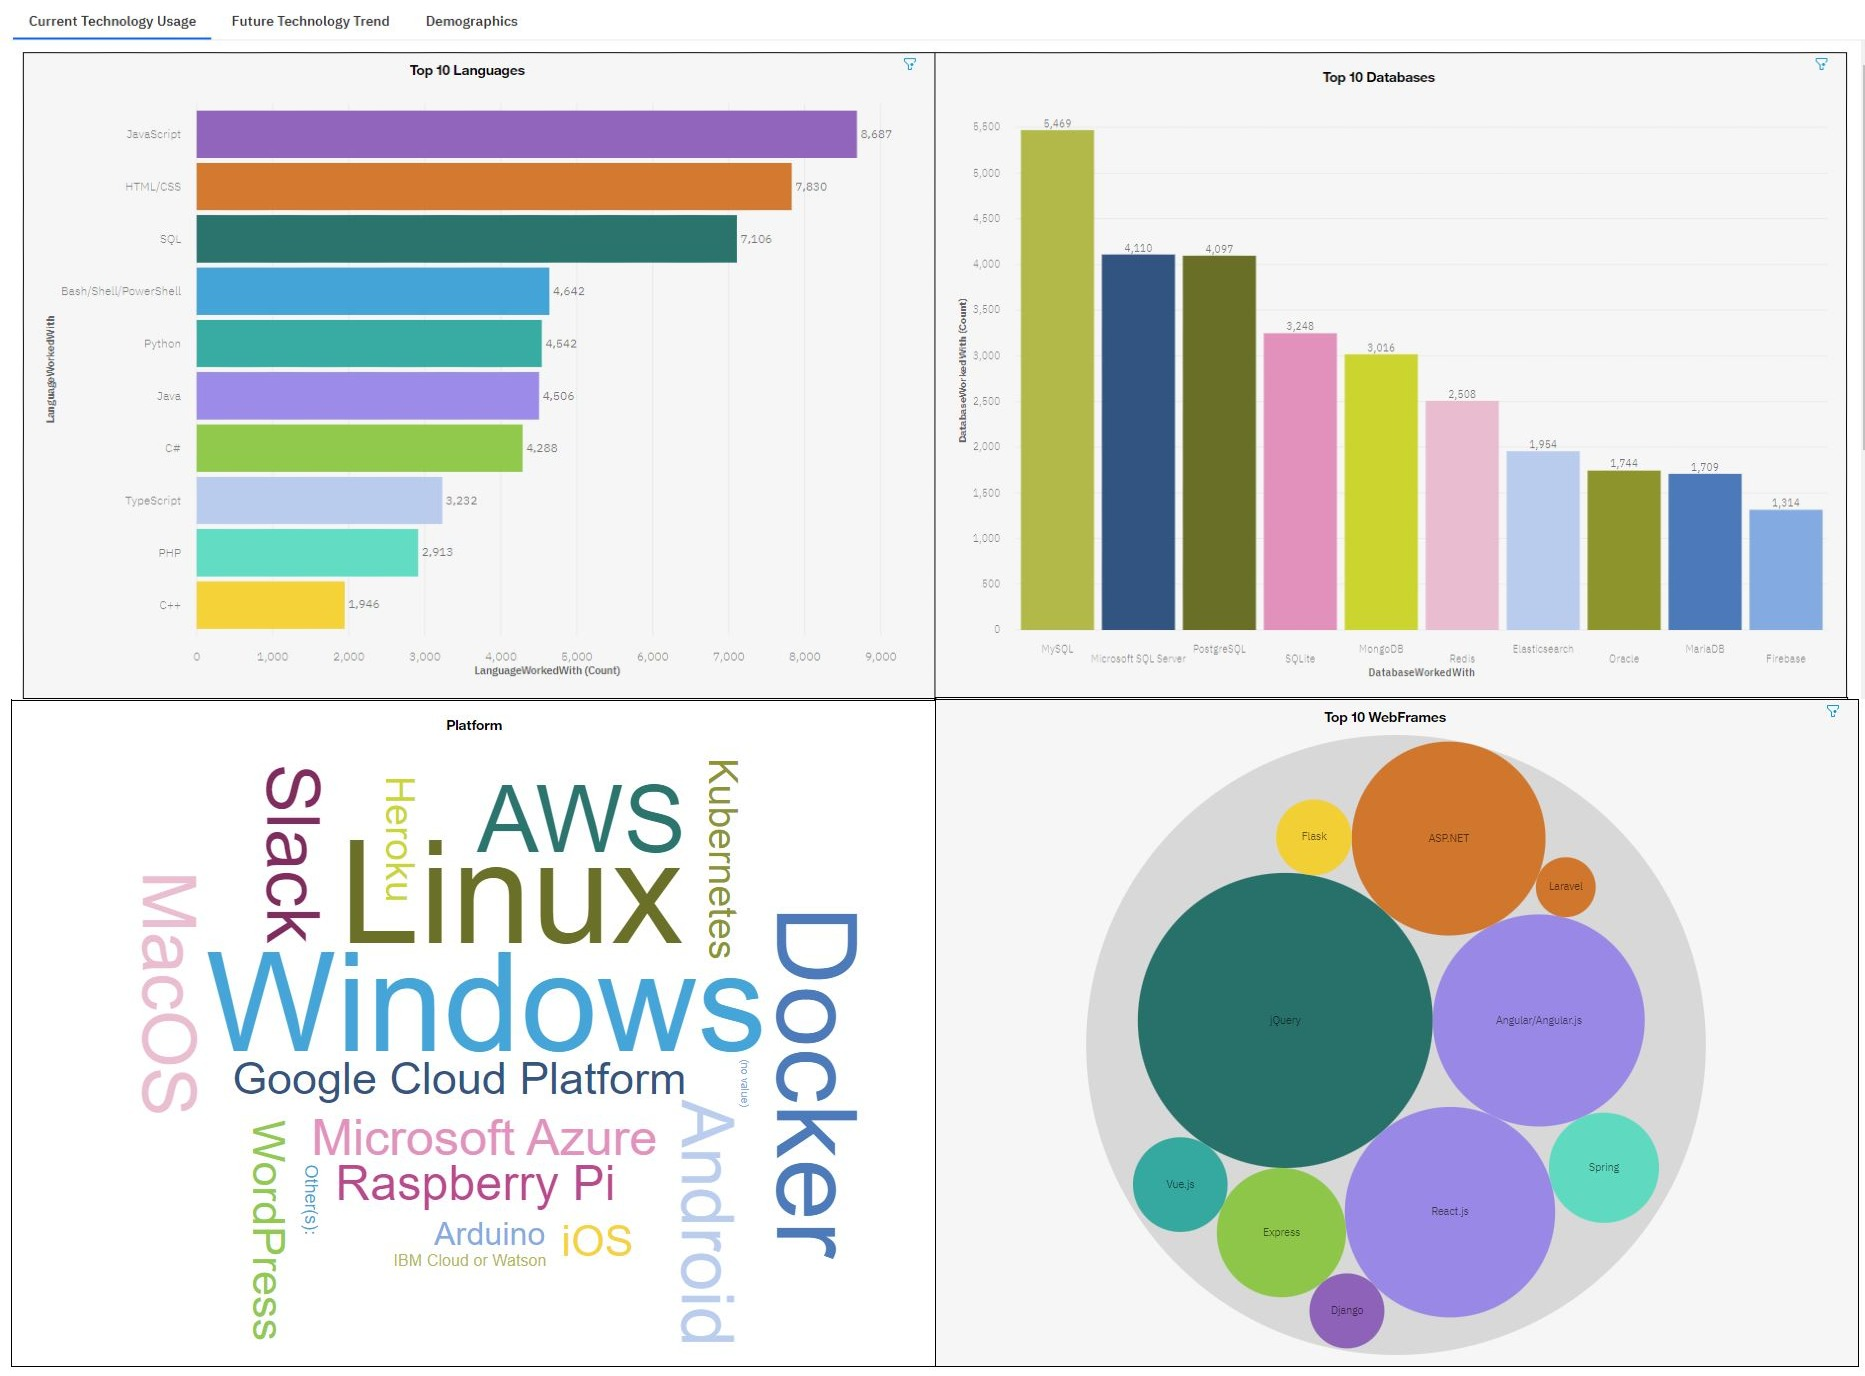 Current Technology Usage
Future Technology Trend
Demographics
Top 10 Languages
JavaScript
8,687
HTML/CSS
7,830
SQL
7,106
Bash/Shell/PowerShell
4,642
Python
4,542
Java
4,506
C#
4,288
TypeScript
3,232
PHP
2,913
C++
1,946
LanguageWorkedWith
0
1,000
2,000
3,000
4,000
5,000
6,000
7,000
8,000
9,000
LanguageWorkedWith (Count)
Top 10 Databases
DatabaseWorkedWith (Count)
5,500
5,000
4,500
4,000
3,500
3,000
2,500
2,000
1,500
1,000
500
0
5,469
4,110
4,097
3,248
3,016
2,508
1,954
1,744
1,709
1,314
MySQL
Microsoft SQL Server
PostgreSQL
SQLite
MongoDB
Redis
Elasticsearch
Oracle
MariaDB
Firebase
DatabaseWorkedWith
Platform
Slack
Heroku
AWS
Kubernetes
Linux
MacOS
Windows
Docker
Google Cloud Platform
(no value)
Microsoft Azure
Android
WordPress
Other(s):
Raspberry Pi
Arduino
iOS
IBM Cloud or Watson
Top 10 WebFrames
Flask
ASP.NET
Laravel
jQuery
Angular/Angular.js
Vue.js
Spring
Express
React.js
Django